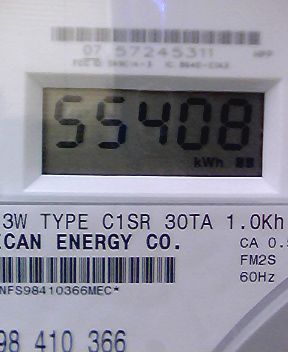 07 57245311
55408
kWh
3W TYPE C1SR 30TA 1.0Kh
ICAN ENERGY CO.
CA 0.5
FM2S
60Hz
NFS98410366MEC*
98 410 366